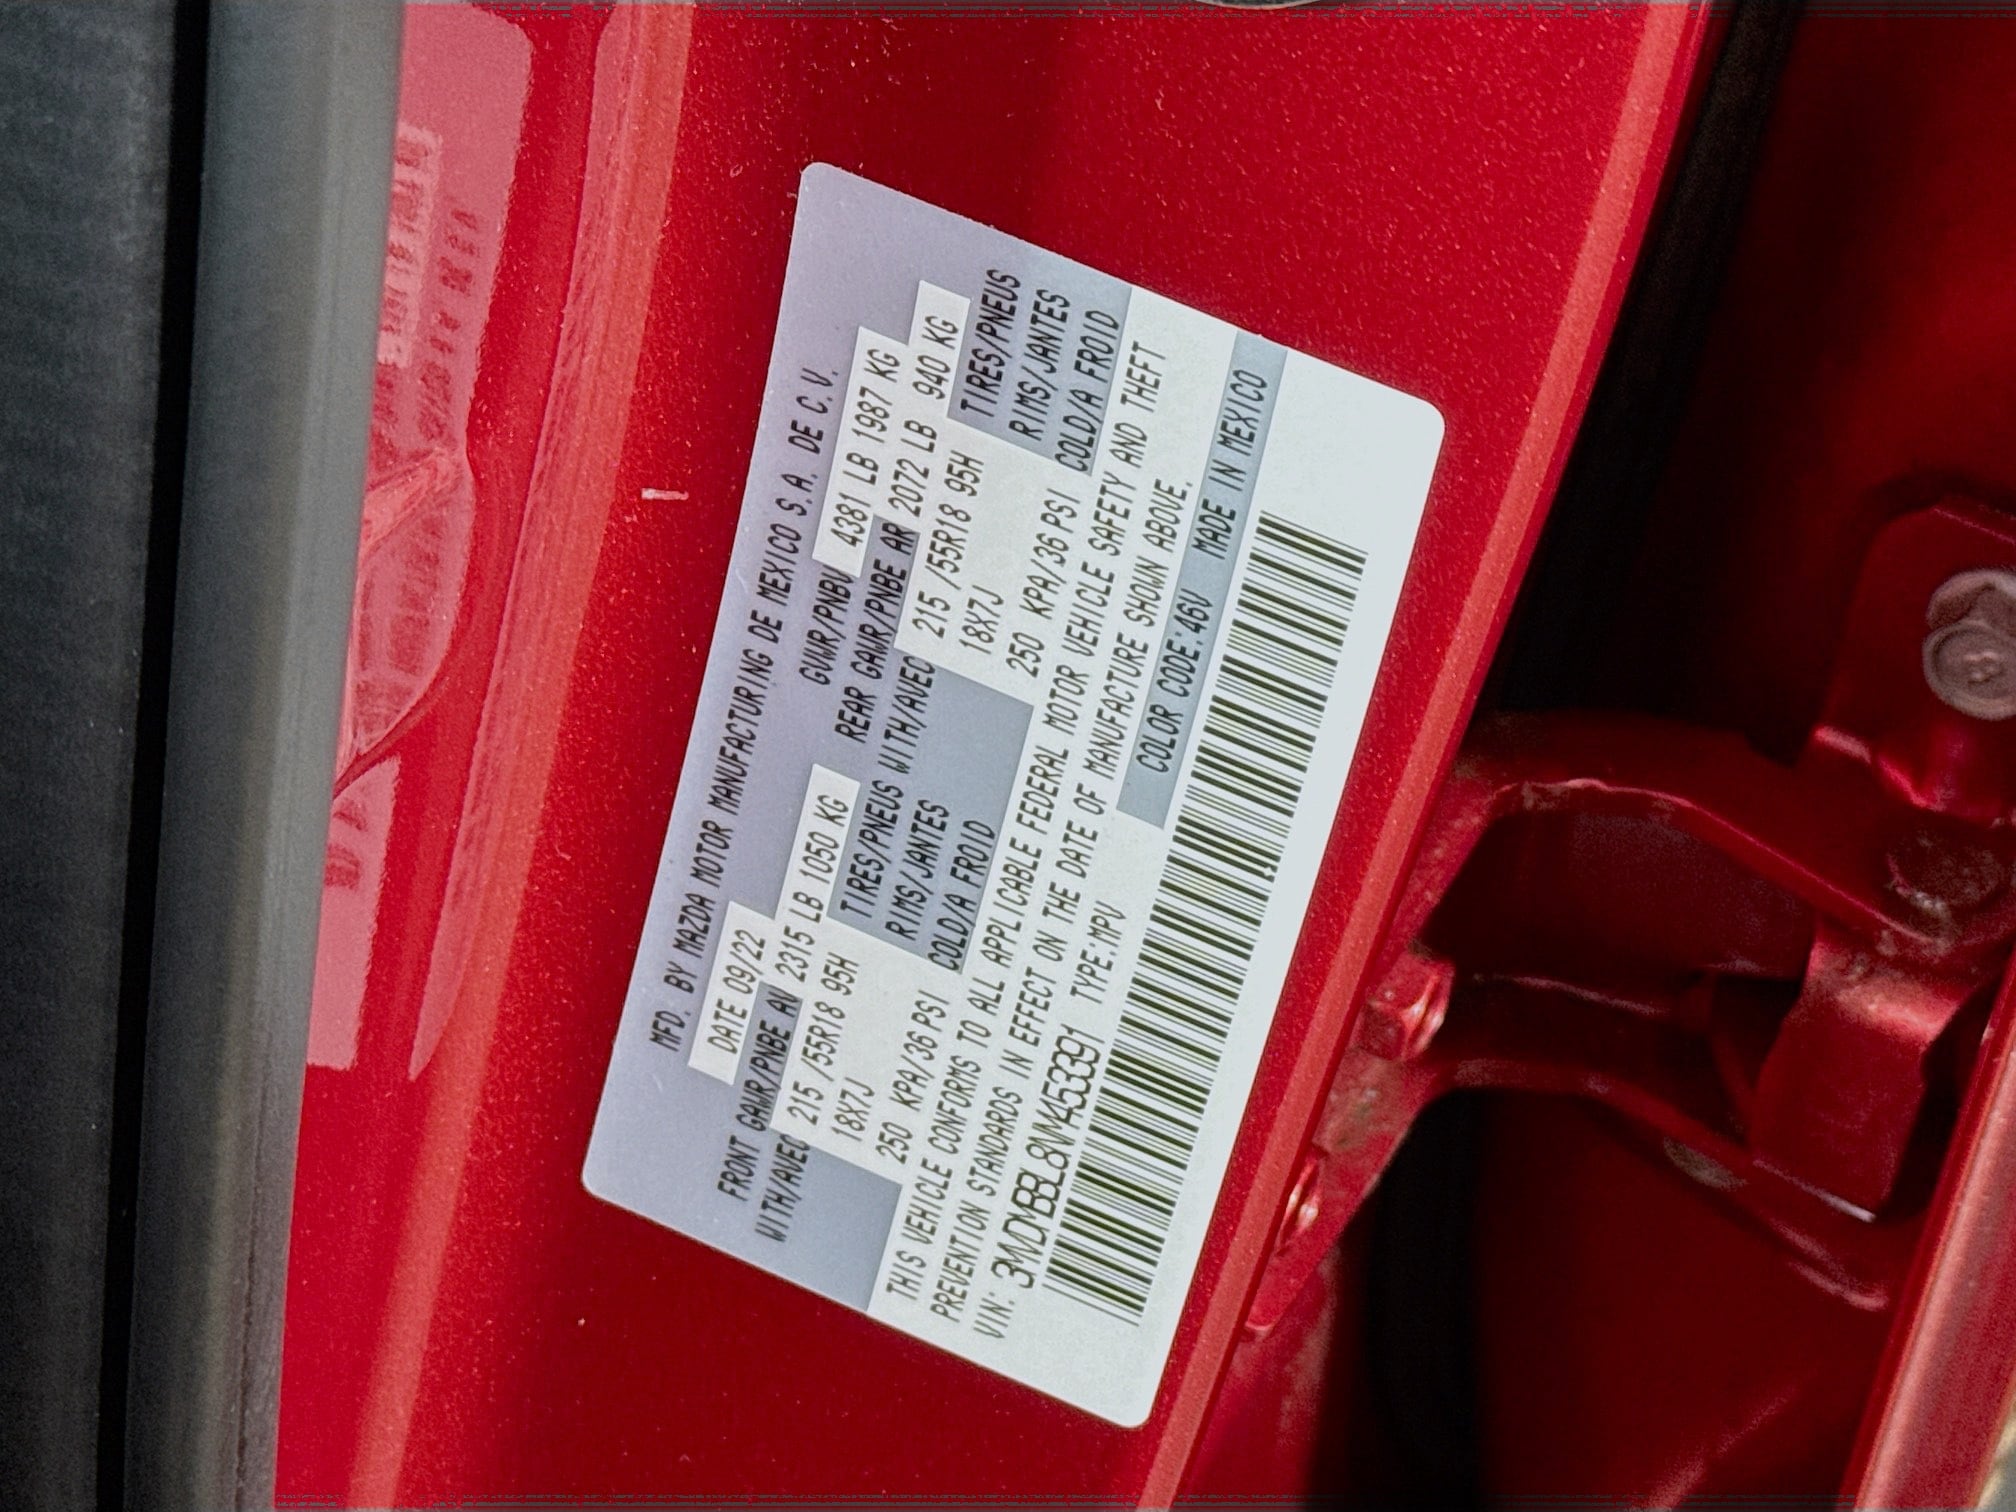 MFD. BY MAZDA MOTOR MANUFACTURING DE MEXICO S.A. DE C.V.
DATE 09/22 GVWR/PNBV 4381 LB 1987 KG
FRONT GAWR/PNBE AV 2315 LB 1050 KG REAR GAWR/PNBE AR 2072 LB 940 KG
WITH/AVEC 215 /55R18 95H TIRES/PNEUS WITH/AVEC 215 /55R18 95H TIRES/PNEUS
18X7J RIMS/JANTES 18X7J RIMS/JANTES
250 KPA/36 PSI COLD/A FROID 250 KPA/36 PSI COLD/A FROID
THIS VEHICLE CONFORMS TO ALL APPLICABLE FEDERAL MOTOR VEHICLE SAFETY AND THEFT
PREVENTION STANDARDS IN EFFECT ON THE DATE OF MANUFACTURE SHOWN ABOVE.
VIN: 3MVDMBBL8NM453391 TYPE:MPV COLOR CODE:46V MADE IN MEXICO